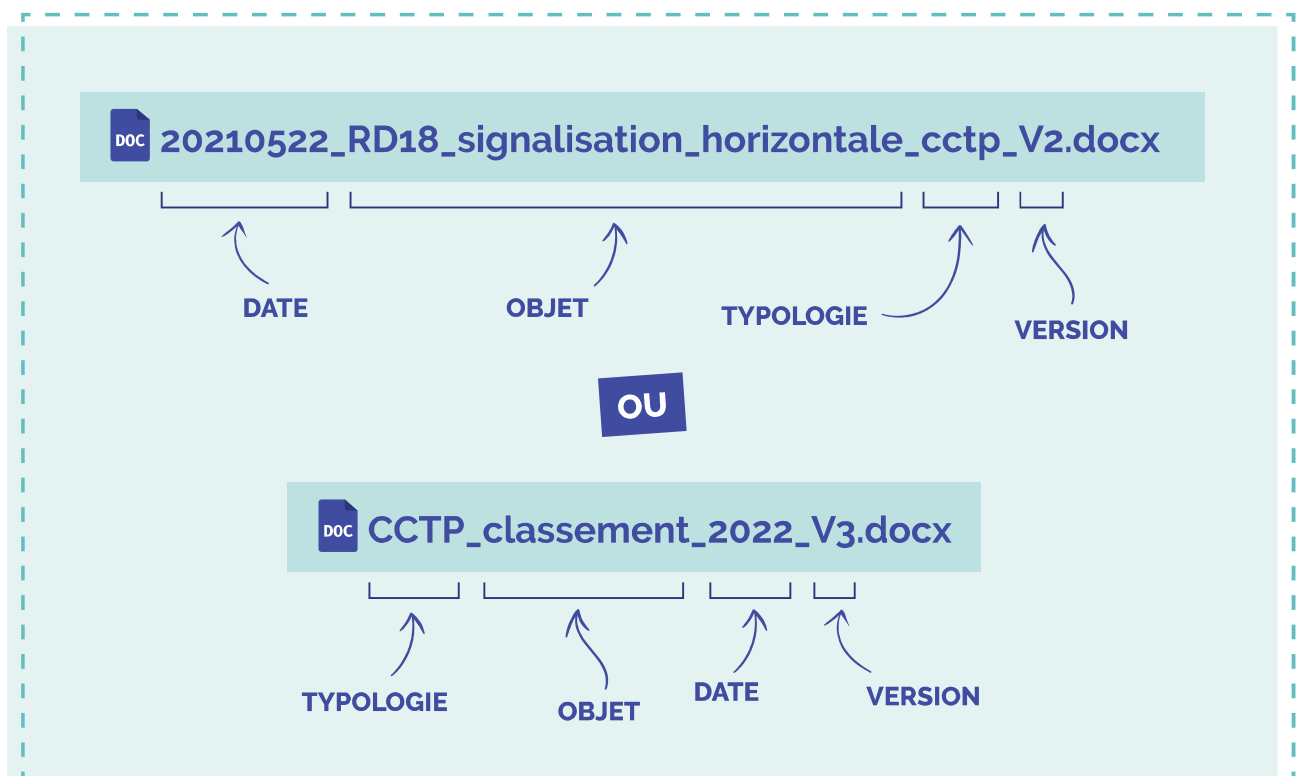 DOC 20210522_RD18_signalisation_horizontale_cctp_V2.docx
DATE
OBJET
TYPOLOGIE
VERSION
OU
DOC CCTP_classement_2022_V3.docx
TYPOLOGIE
OBJET
DATE
VERSION